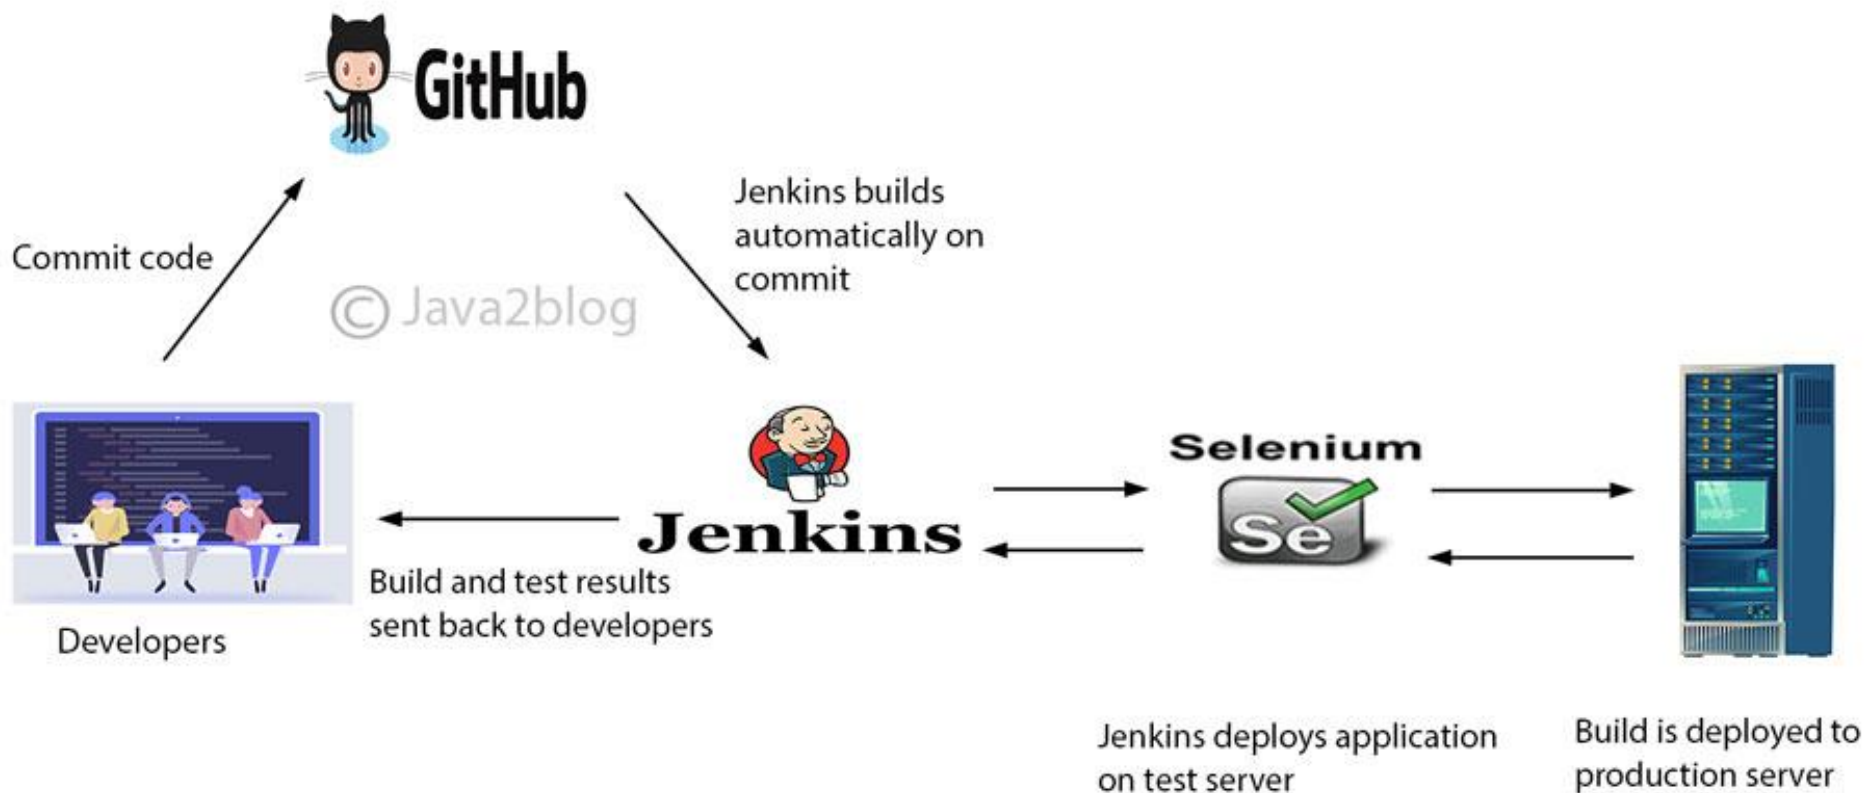 GitHub
Jenkins builds
automatically on
commit
Commit code
© Java2blog
Selenium
Se
Jenkins
Build and test results
sent back to developers
Developers
Jenkins deploys application
on test server
Build is deployed to
production server